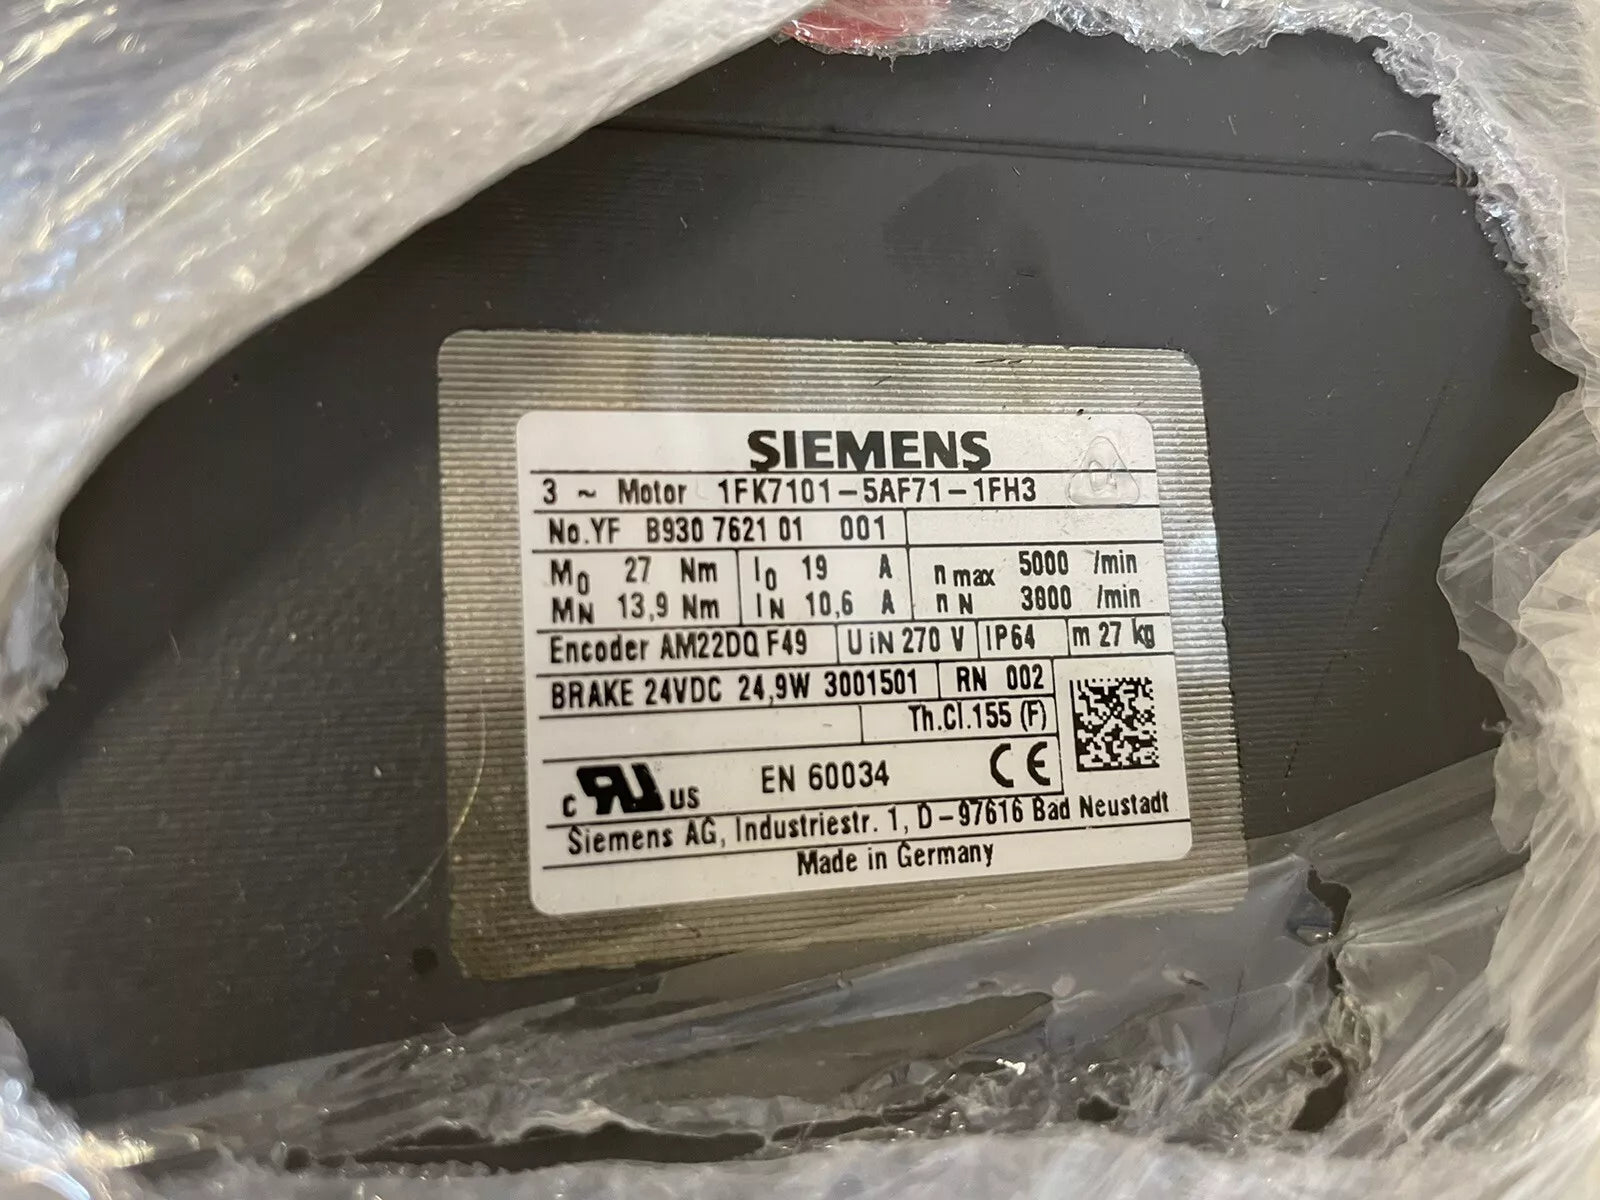 SIEMENS
3 ~ Motor 1FK7101-5AF71-1FH3
No.YF B930 7621 01 001
M0 27 Nm I0 19 A n max 5000 /min
MN 13,9 Nm IN 10,6 A n N 3800 /min
Encoder AM22DQ F49 U iN 270 V IP64 m 27 kg
BRAKE 24VDC 24,9W 3001501 RN 002
Th.Cl.155 (F)
c RU US EN 60034 CE
Siemens AG, Industriestr. 1, D-97616 Bad Neustadt
Made in Germany